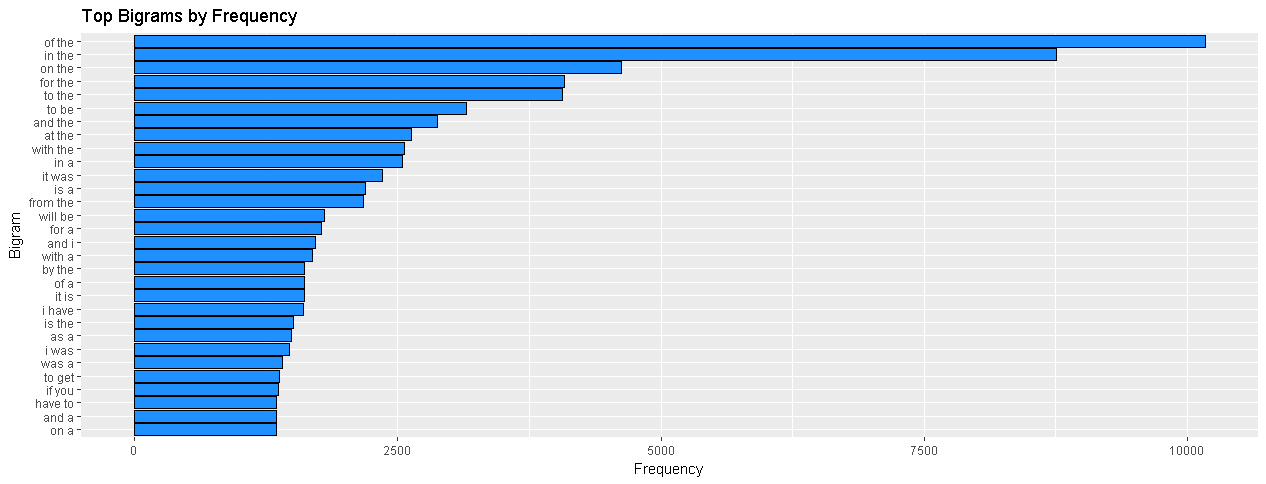 Top Bigrams by Frequency
of the
in the
on the
for the
to the
to be
and the
at the
with the
in a
it was
is a
from the
will be
for a
and i
with a
by the
of a
it is
i have
is the
as a
i was
was a
to get
if you
have to
and a
on a
Bigram
0 2500 5000 7500 10000
Frequency